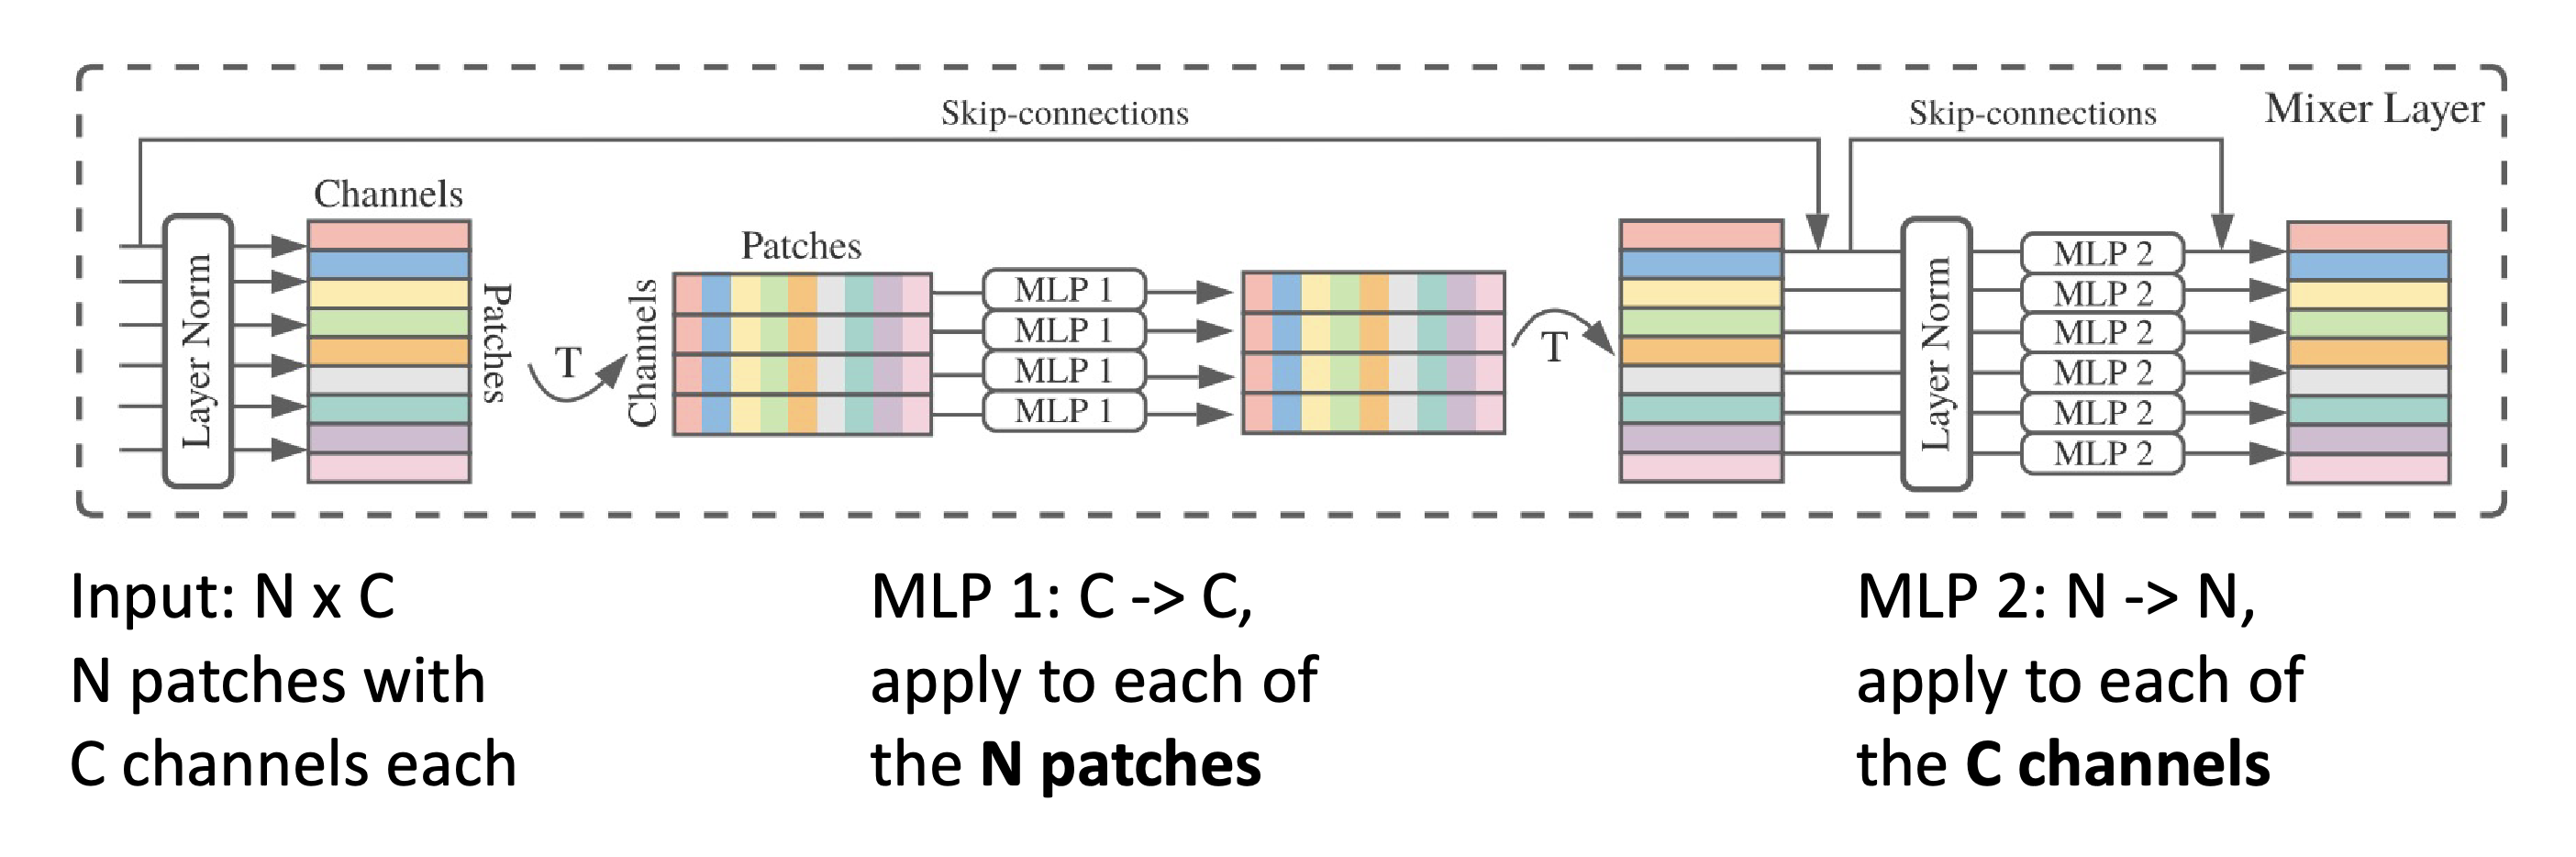 Skip-connections
Skip-connections
Mixer Layer
Channels
Layer Norm
Patches
T
Channels
Patches
MLP 1
MLP 1
MLP 1
MLP 1
T
Layer Norm
MLP 2
MLP 2
MLP 2
MLP 2
MLP 2
MLP 2
Input: N x C
N patches with
C channels each
MLP 1: C -> C,
apply to each of
the N patches
MLP 2: N -> N,
apply to each of
the C channels